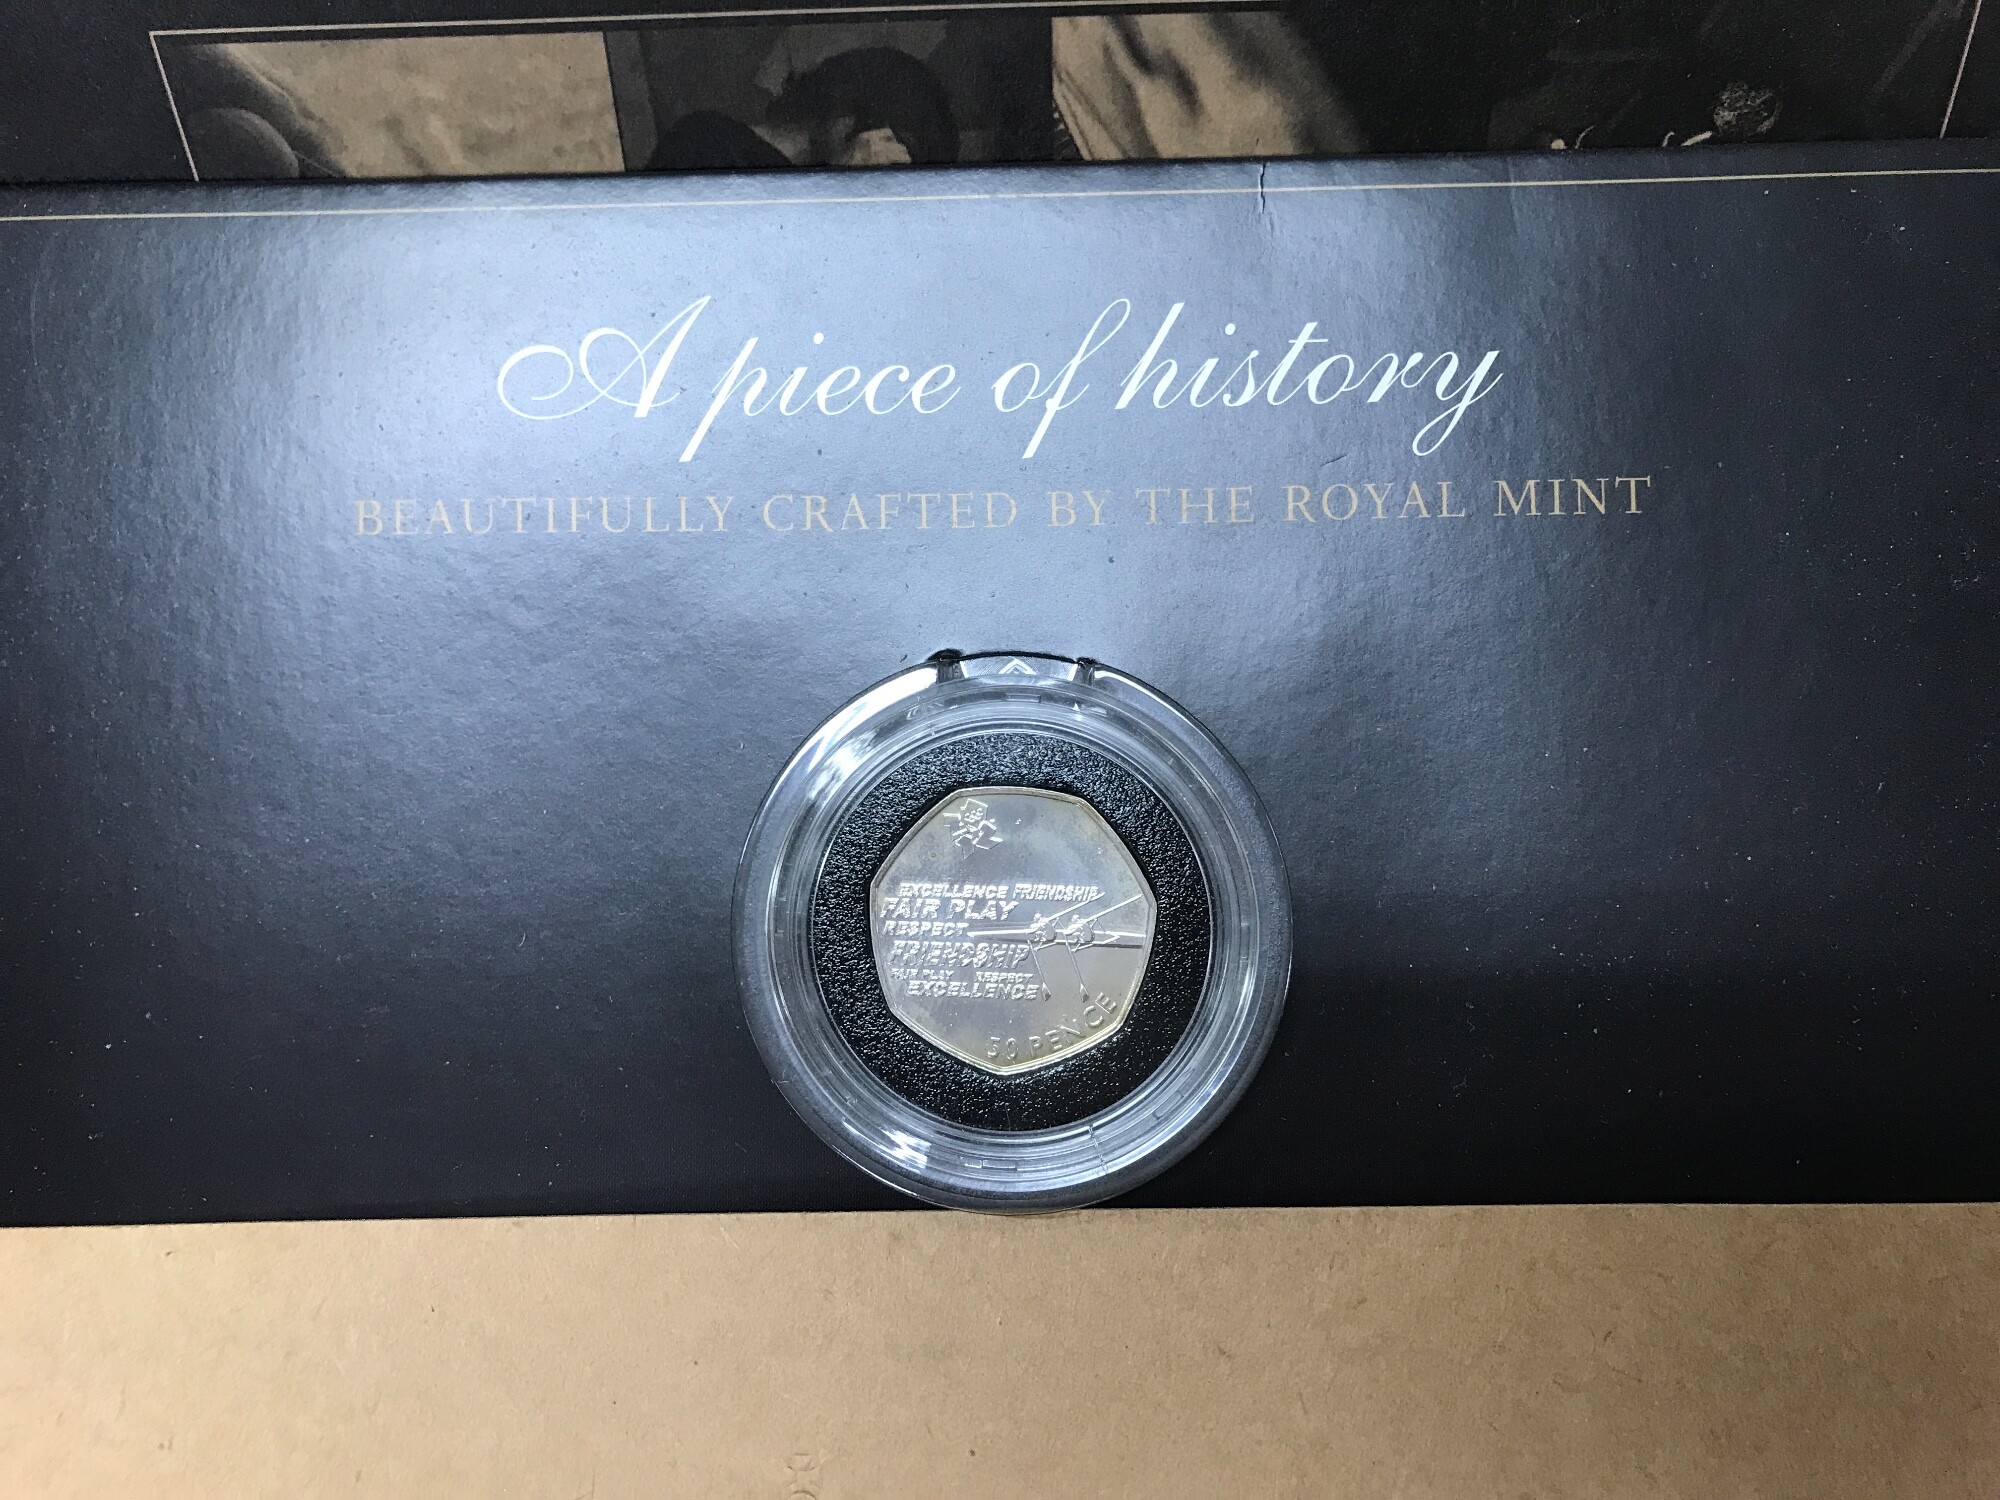 A piece of history
BEAUTIFULLY CRAFTED BY THE ROYAL MINT
EXCELLENCE FRIENDSHIP
FAIR PLAY
RESPECT
FRIENDSHIP
FAIR PLAY RESPECT
EXCELLENCE
50 PENCE